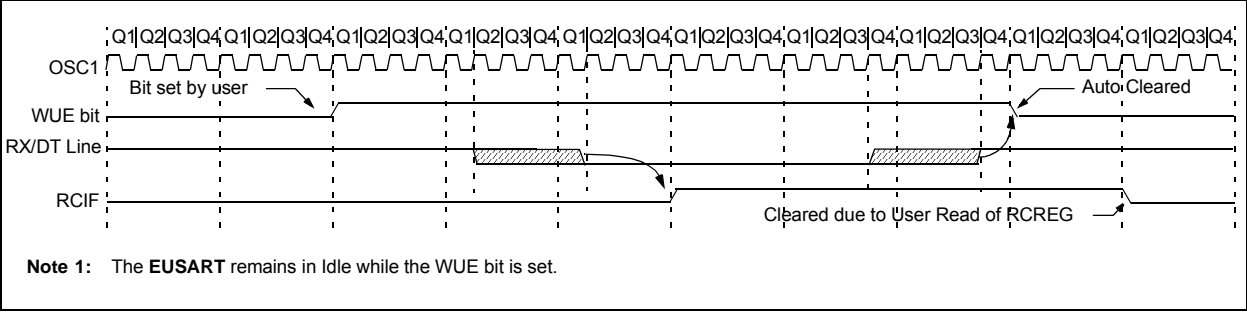 Q1 Q2 Q3 Q4 Q1 Q2 Q3 Q4 Q1 Q2 Q3 Q4 Q1 Q2 Q3 Q4 Q1 Q2 Q3 Q4 Q1 Q2 Q3 Q4 Q1 Q2 Q3 Q4 Q1 Q2 Q3 Q4 Q1 Q2 Q3 Q4 Q1 Q2 Q3 Q4
OSC1
Bit set by user
Auto Cleared
WUE bit
RX/DT Line
RCIF
Cleared due to User Read of RCREG
Note 1: The EUSART remains in Idle while the WUE bit is set.